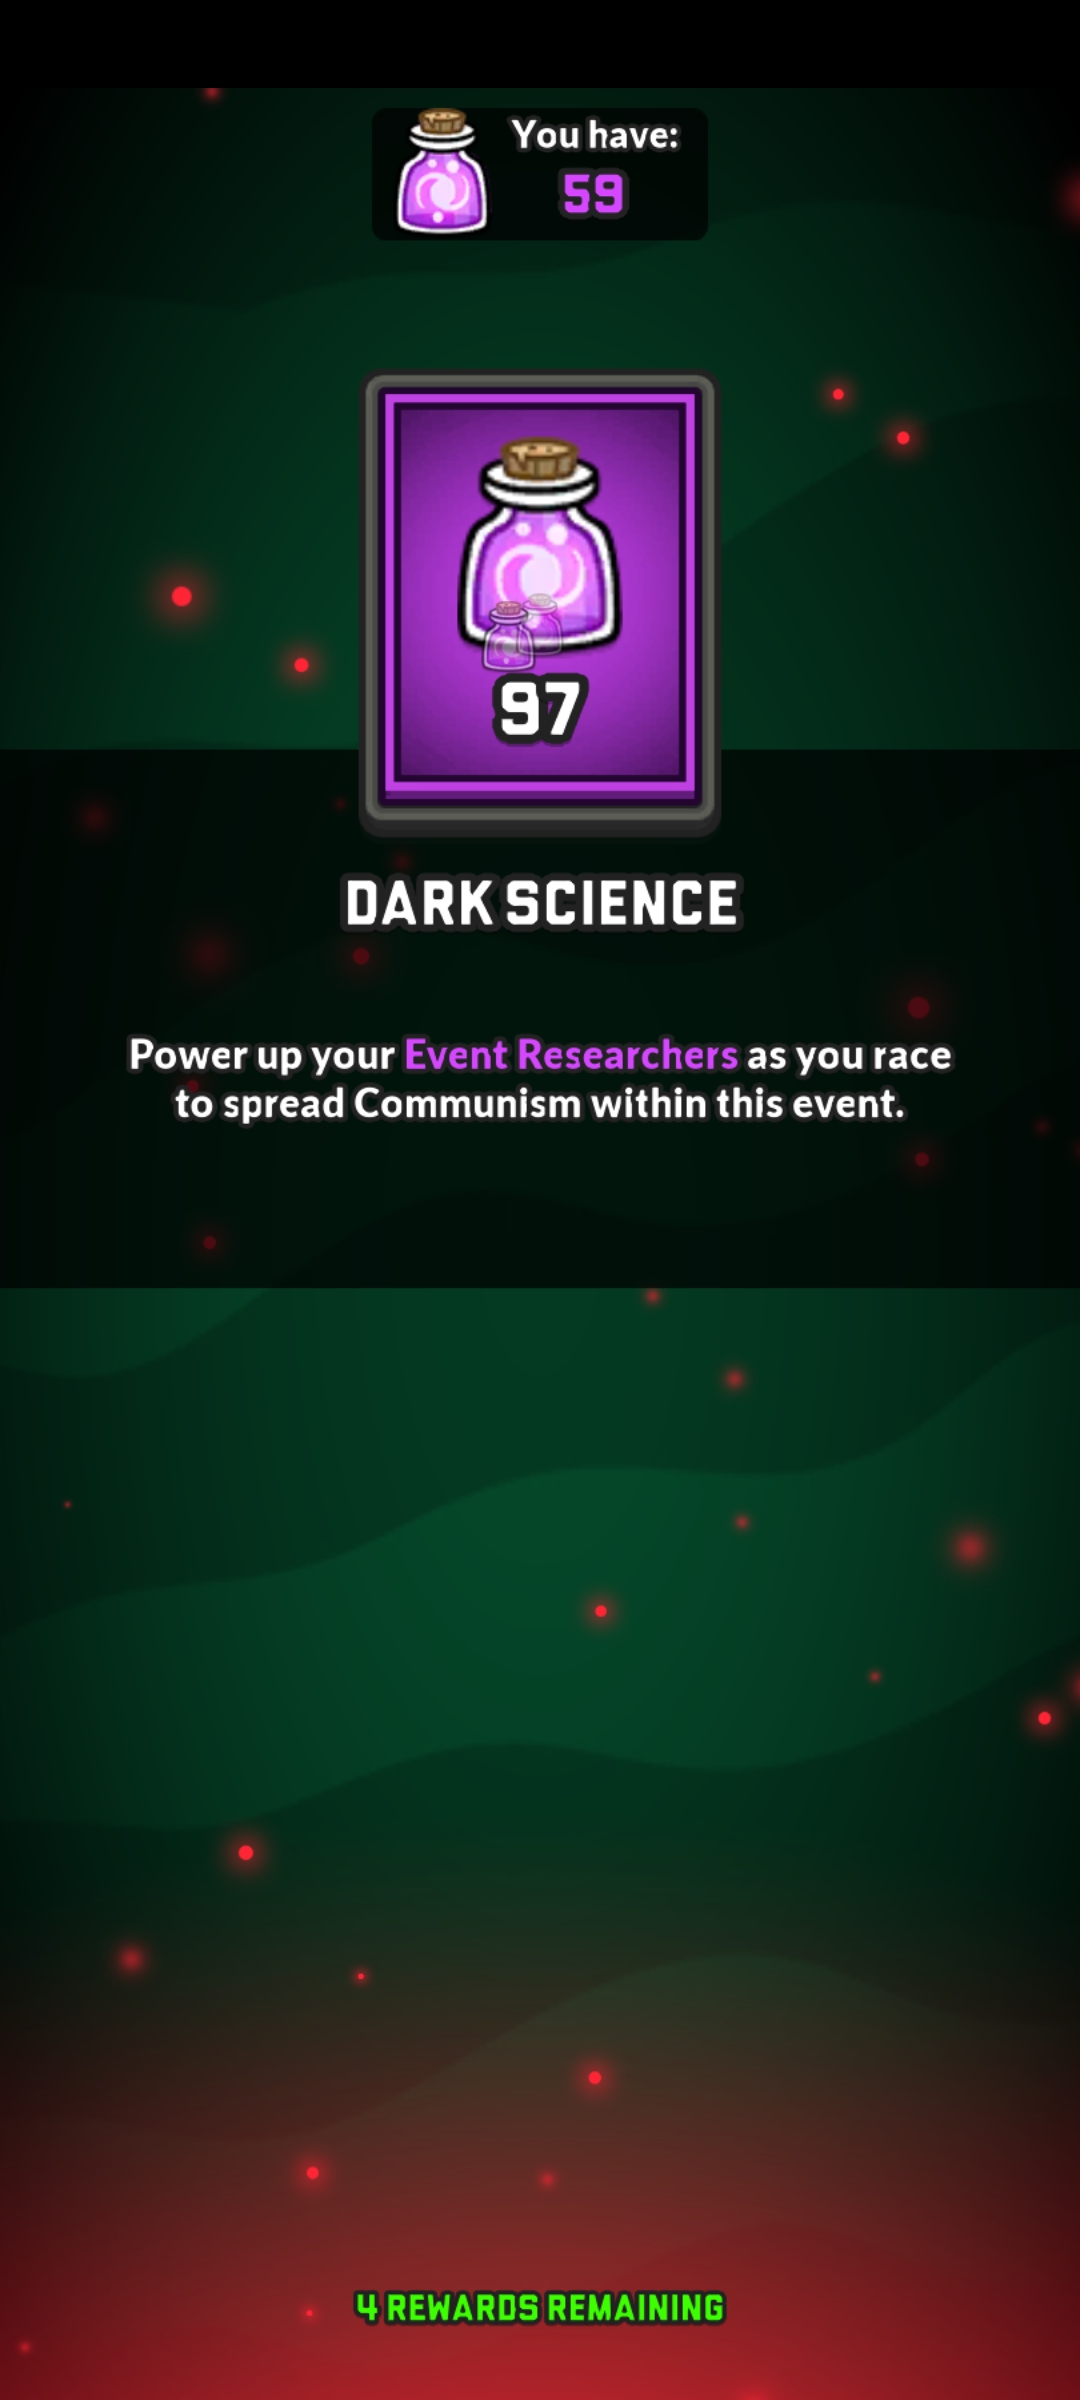 You have:
59
97
DARK SCIENCE
Power up your Event Researchers as you race
to spread Communism within this event.
4 REWARDS REMAINING